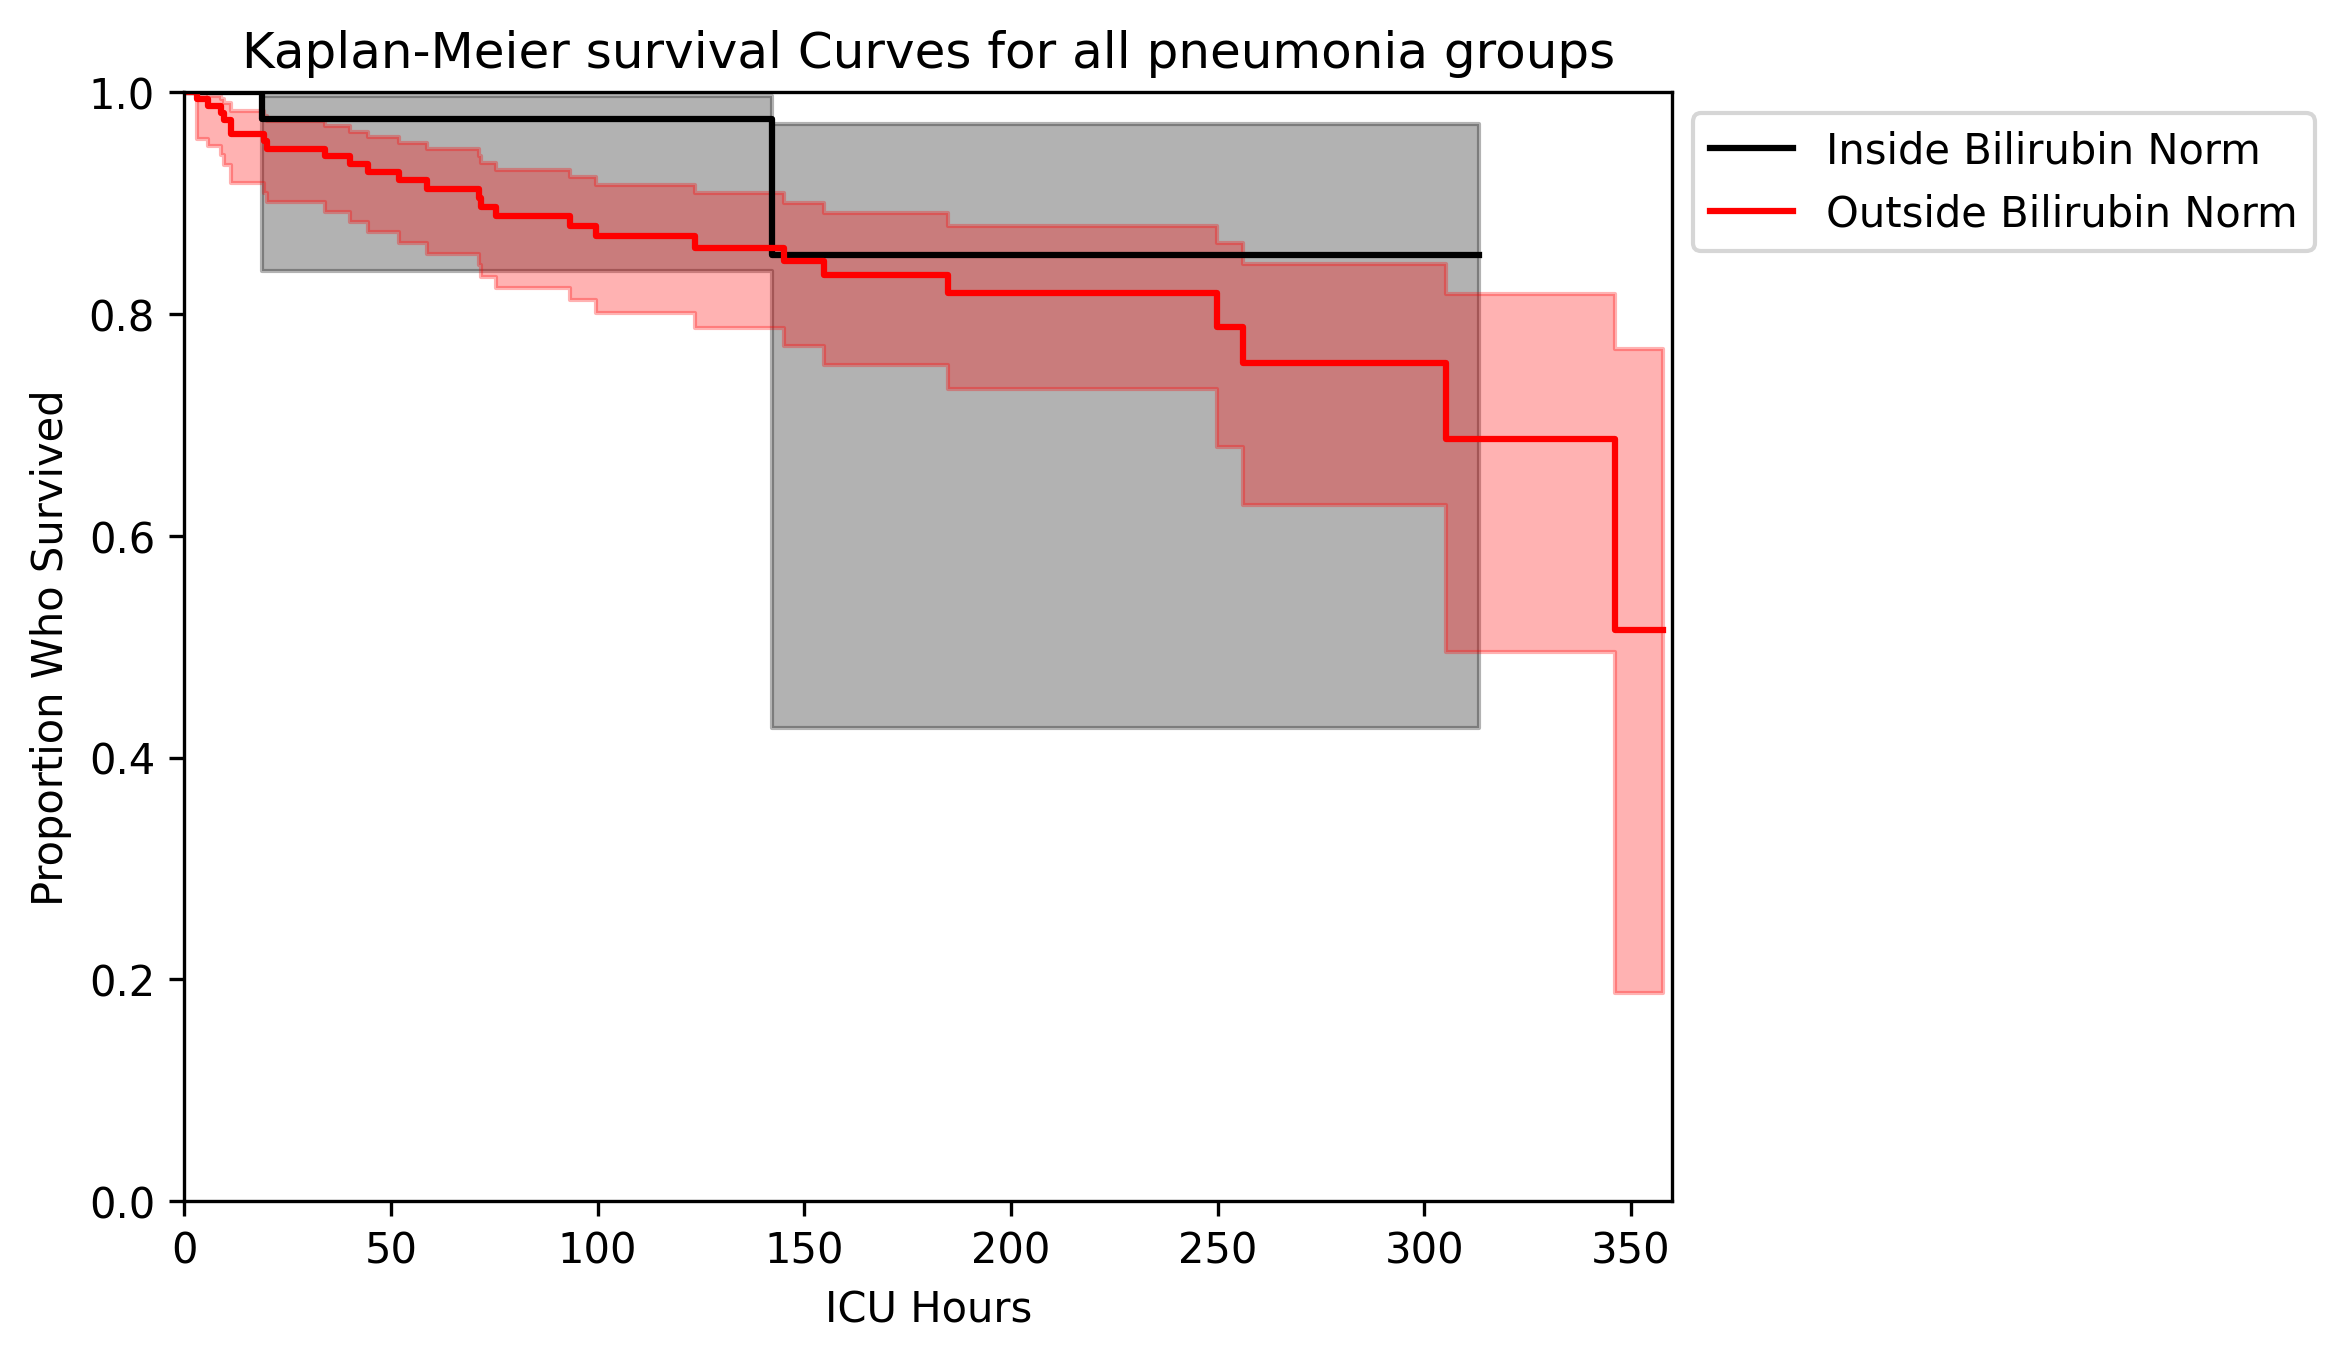 Kaplan-Meier survival Curves for all pneumonia groups
1.0
0.8
0.6
0.4
0.2
0.0
Proportion Who Survived
0 50 100 150 200 250 300 350
ICU Hours
Inside Bilirubin Norm
Outside Bilirubin Norm